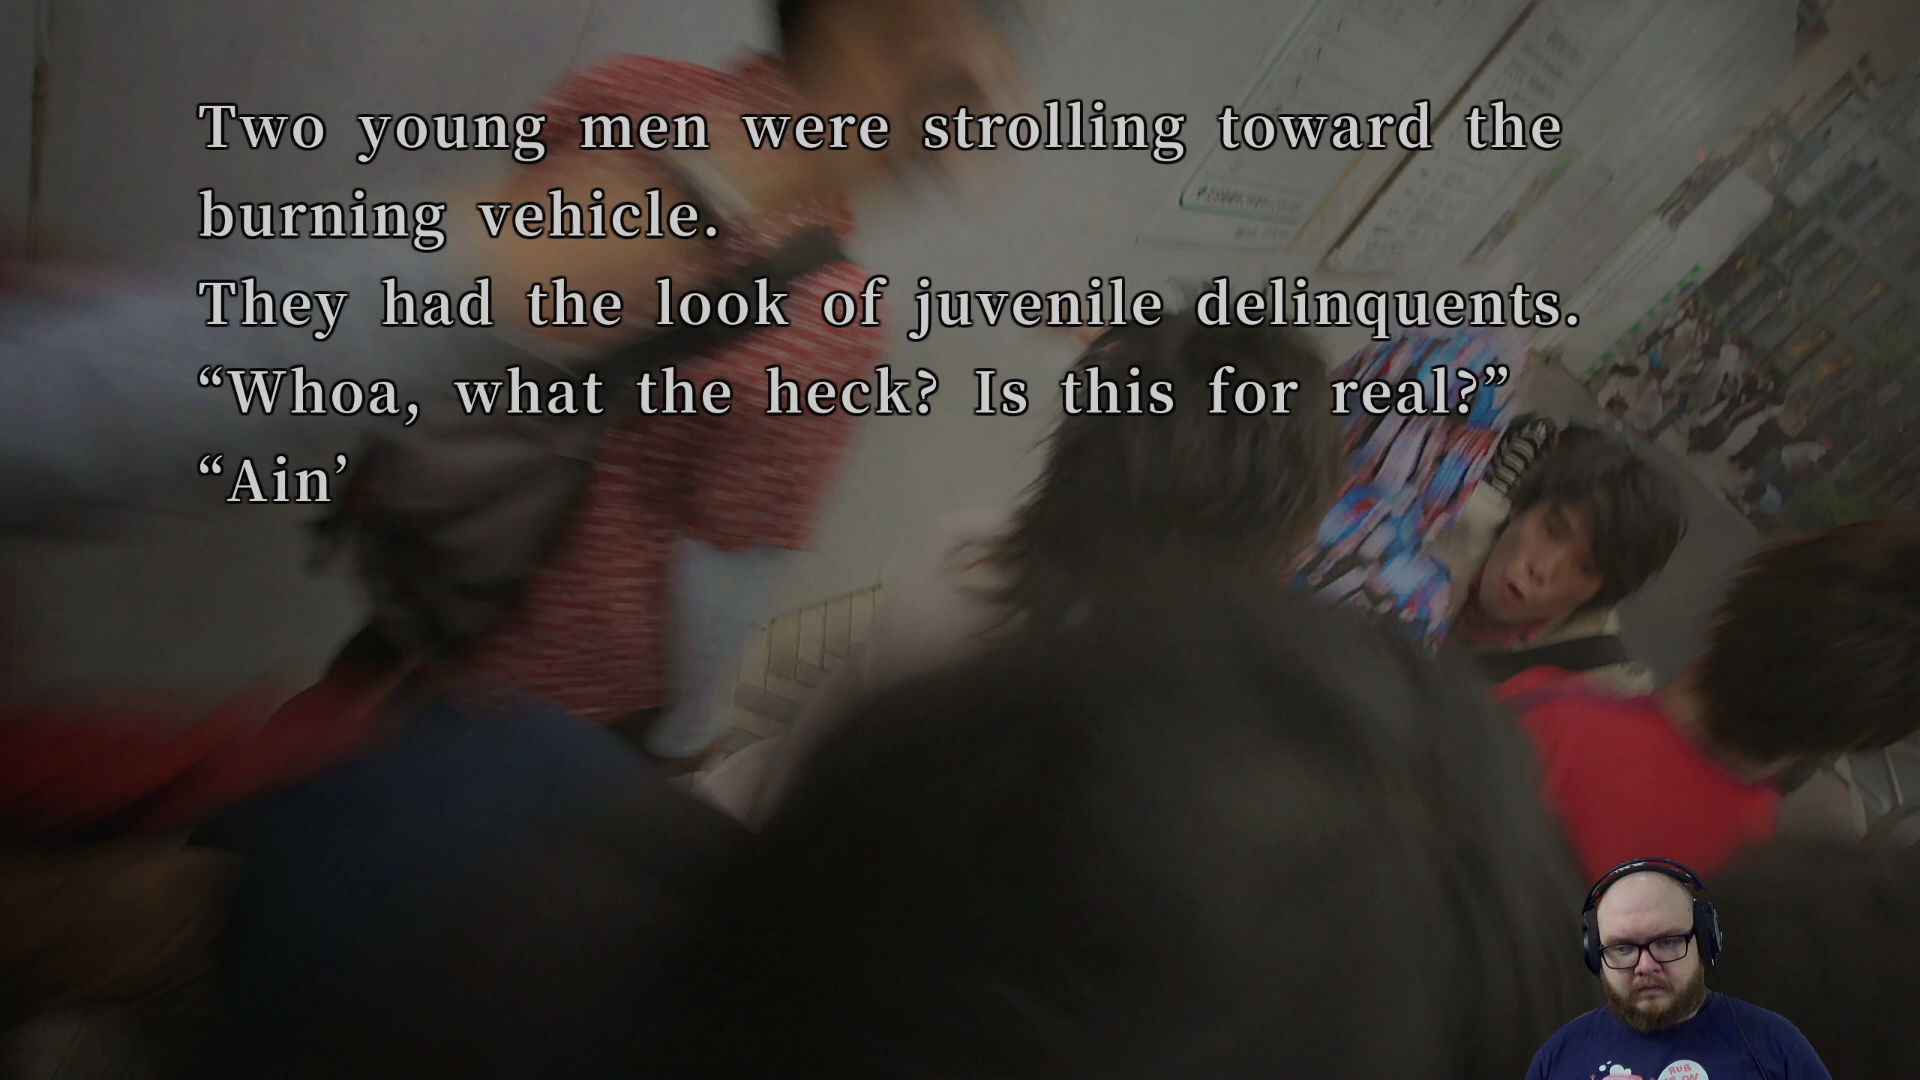 Two young men were strolling toward the
burning vehicle.
They had the look of juvenile delinquents.
“Whoa, what the heck? Is this for real?”
“Ain’
RUB